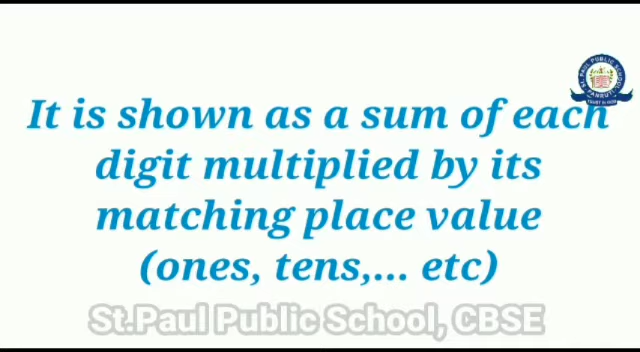 It is shown as a sum of each
digit multiplied by its
matching place value
(ones, tens,... etc)
St.Paul Public School, CBSE